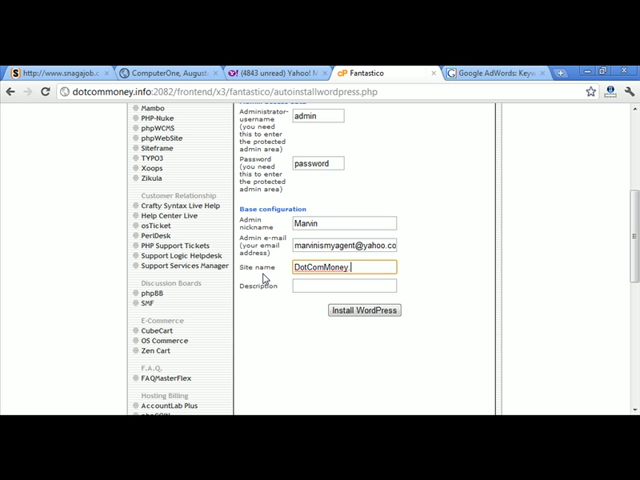 http://www.snagajob.c
ComputerOne, August
(4843 unread) Yahoo! M
Fantastico
Google AdWords: Keyw
dotcommoney.info:2082/frontend/x3/fantastico/autoinstallwordpress.php
Mambo
PHP-Nuke
phpWCMS
phpWebSite
Siteframe
TYPO3
Xoops
Zikula
Customer Relationship
Crafty Syntax Live Help
Help Center Live
osTicket
PerlDesk
PHP Support Tickets
Support Logic Helpdesk
Support Services Manager
Discussion Boards
phpBB
SMF
E-Commerce
CubeCart
OS Commerce
Zen Cart
F.A.Q.
FAQMasterFlex
Hosting Billing
AccountLab Plus
Administrator-
username
(you need
this to enter
the protected
admin area)
admin
Password
(you need
this to enter
the protected
admin area)
password
Base configuration
Admin
nickname
Marvin
Admin e-mail
(your email
address)
marvinismyagent@yahoo.co
Site name
DotComMoney
Description
Install WordPress